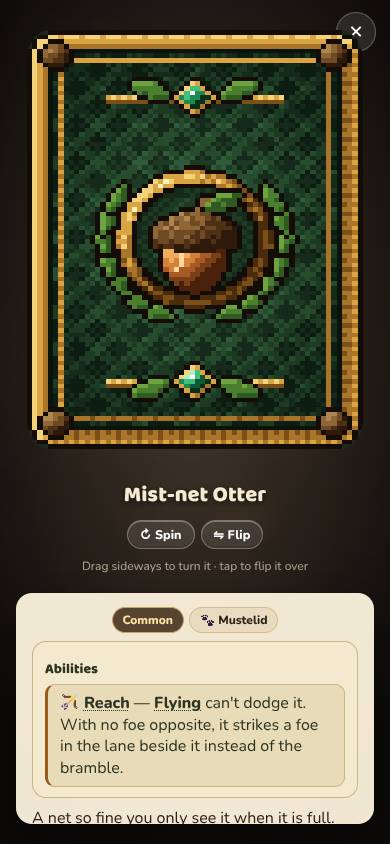 ×
Mist-net Otter
↻ Spin
⇋ Flip
Drag sideways to turn it · tap to flip it over
Common
🐾 Mustelid
Abilities
Reach — Flying can't dodge it.
With no foe opposite, it strikes a foe
in the lane beside it instead of the
bramble.
A net so fine you only see it when it is full.